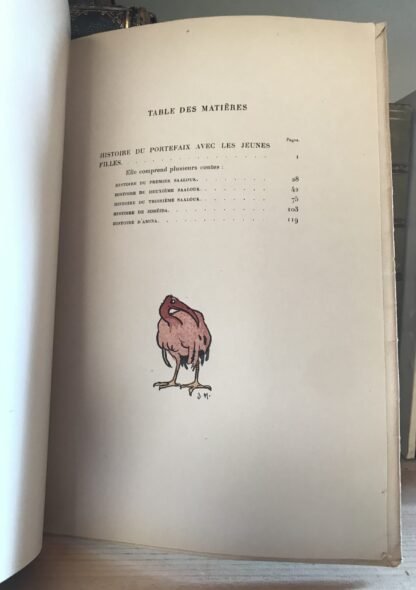 TABLE DES MATIÈRES
Pages.
HISTOIRE DU PORTEFAIX AVEC LES JEUNES
FILLES. . . . . . . . . . . . . . . . . 1
Elle comprend plusieurs contes :
HISTOIRE DU PREMIER SAALOUK. . . . . . . . . 28
HISTOIRE DU DEUXIÈME SAALOUK. . . . . . . . . 42
HISTOIRE DU TROISIÈME SAALOUK. . . . . . . . . 75
HISTOIRE DE ZOBÉIDA. . . . . . . . . . . 103
HISTOIRE D'AMINA. . . . . . . . . . . . 119